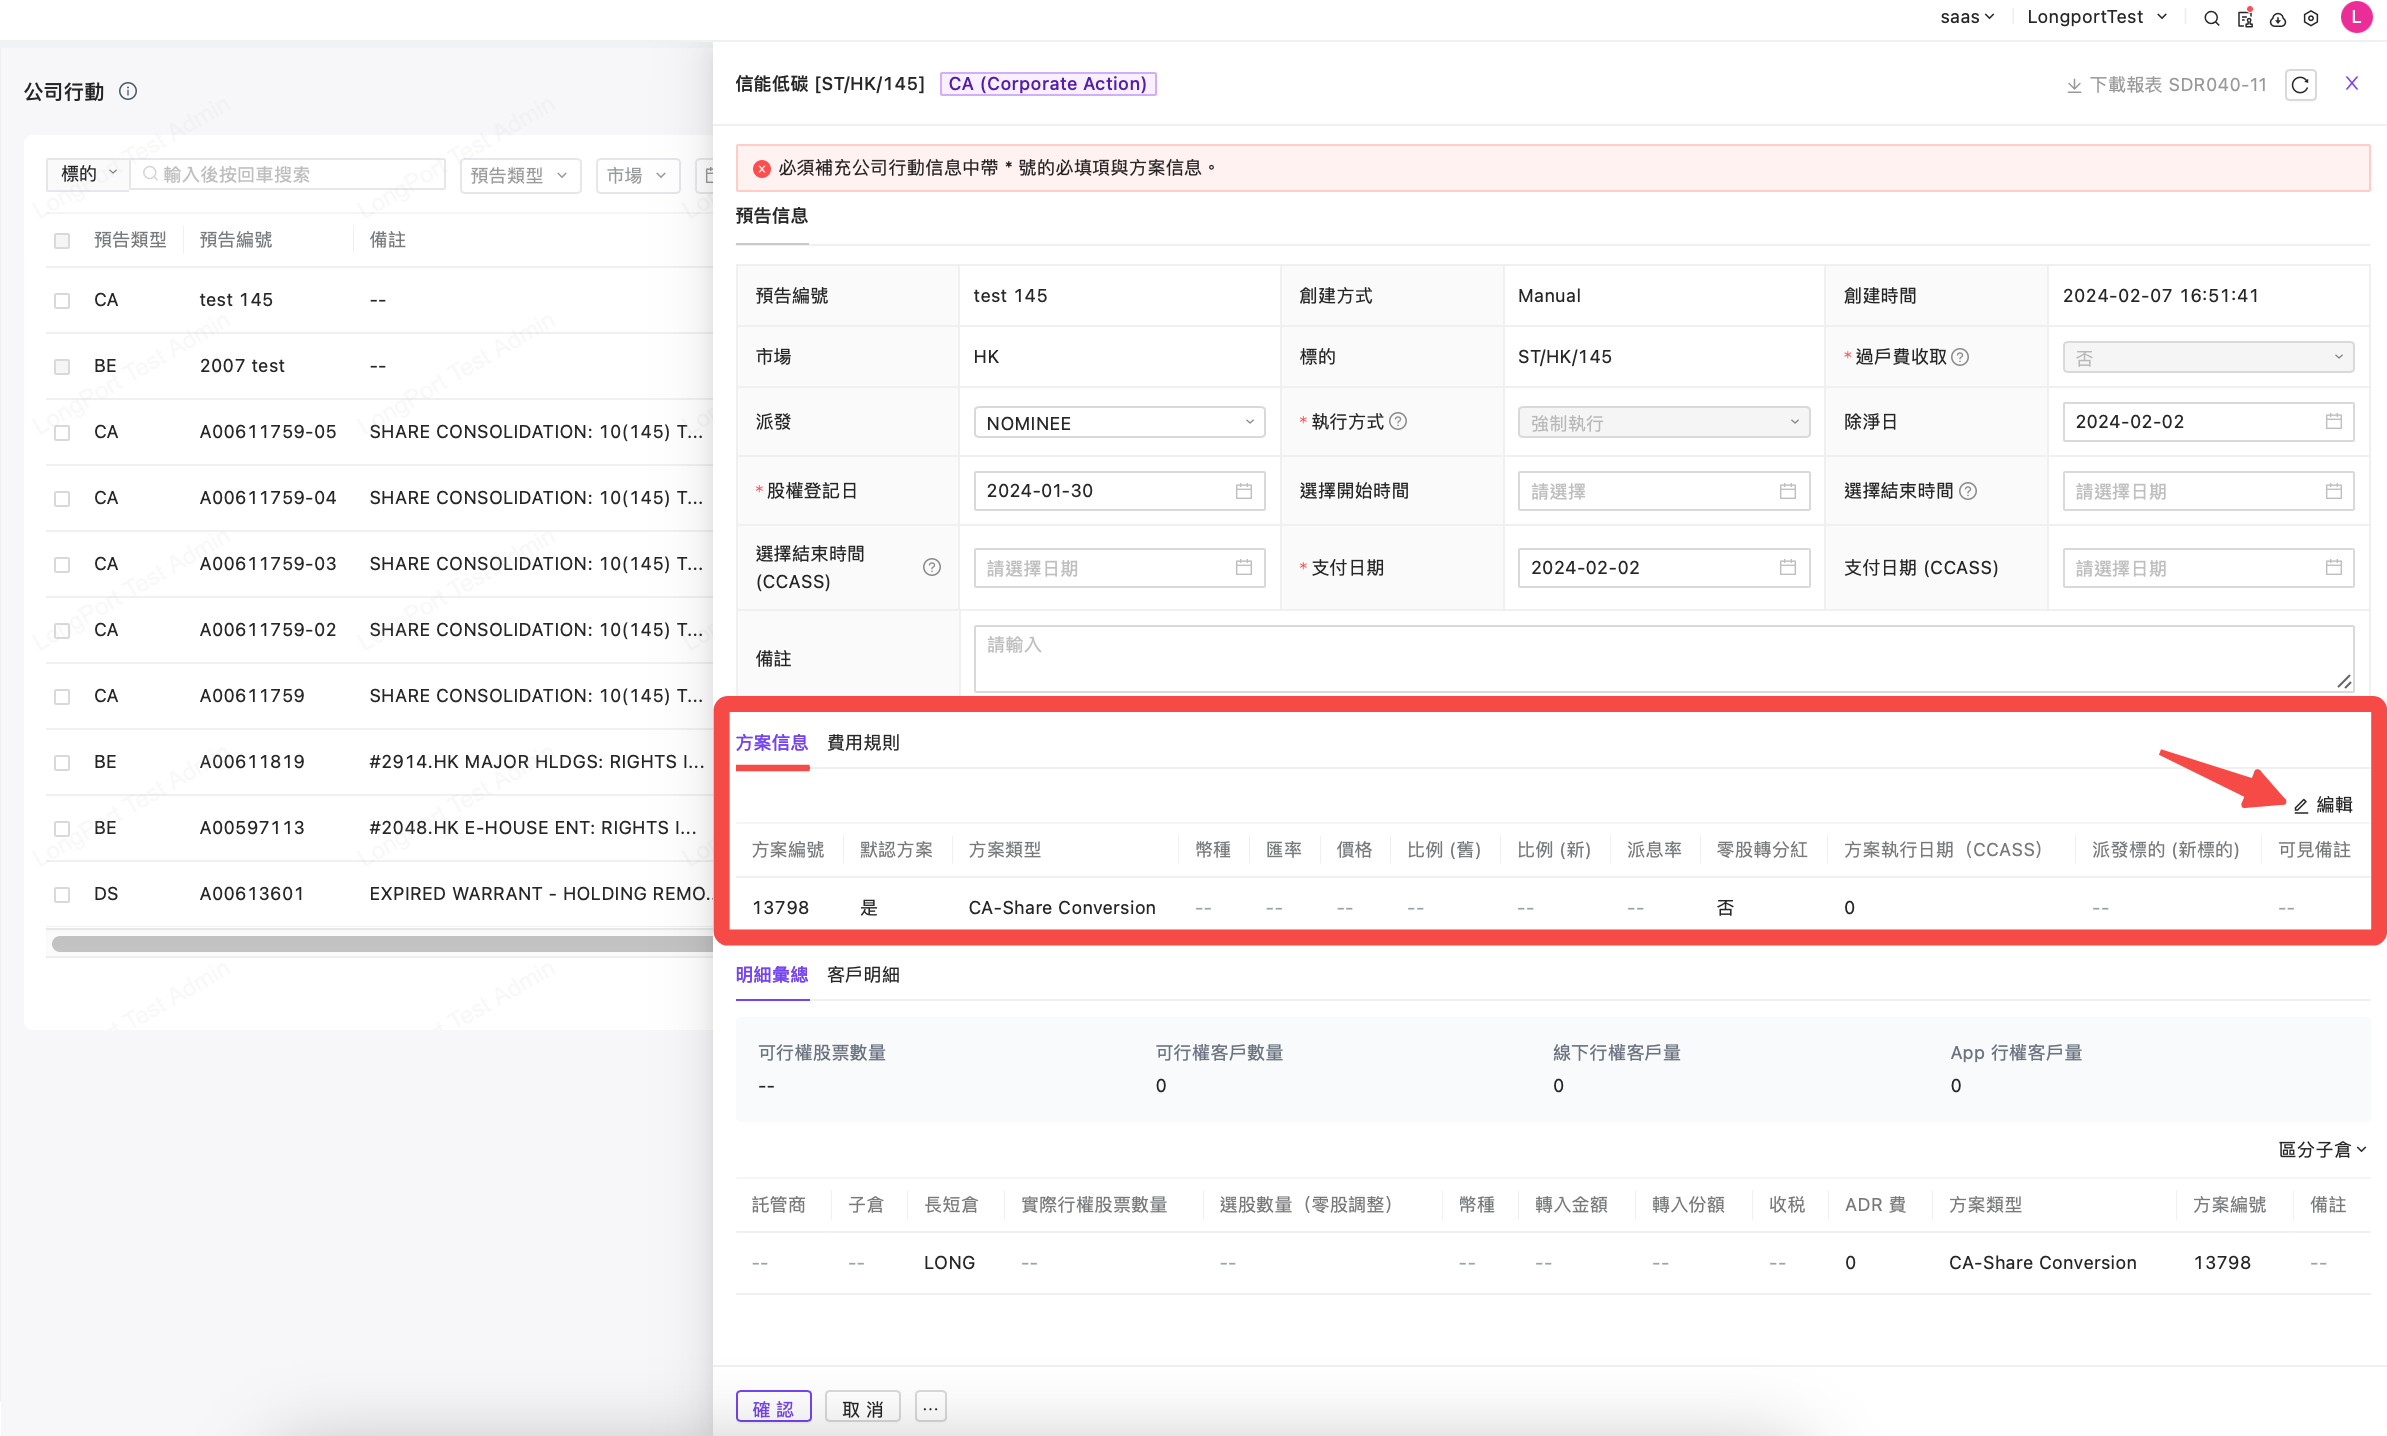 saas LongportTest L
公司行動
標的 輸入後按回車搜索 預告類型 市場
預告類型 預告編號 備註
CA test 145 --
BE 2007 test --
CA A00611759-05 SHARE CONSOLIDATION: 10(145) T...
CA A00611759-04 SHARE CONSOLIDATION: 10(145) T...
CA A00611759-03 SHARE CONSOLIDATION: 10(145) T...
CA A00611759-02 SHARE CONSOLIDATION: 10(145) T...
CA A00611759 SHARE CONSOLIDATION: 10(145) T...
BE A00611819 #2914.HK MAJOR HLDGS: RIGHTS I...
BE A00597113 #2048.HK E-HOUSE ENT: RIGHTS I...
DS A00613601 EXPIRED WARRANT - HOLDING REMO..
LongPort Test Admin
信能低碳 [ST/HK/145] CA (Corporate Action) 下載報表 SDR040-11
必須補充公司行動信息中帶 * 號的必填項與方案信息。
預告信息
預告編號 test 145 創建方式 Manual 創建時間 2024-02-07 16:51:41
市場 HK 標的 ST/HK/145 * 過戶費收取 否
派發 NOMINEE * 執行方式 強制執行 除淨日 2024-02-02
* 股權登記日 2024-01-30 選擇開始時間 請選擇 選擇結束時間 請選擇日期
選擇結束時間 (CCASS) 請選擇日期 * 支付日期 2024-02-02 支付日期 (CCASS) 請選擇日期
備註 請輸入
方案信息 費用規則
編輯
方案編號 默認方案 方案類型 幣種 匯率 價格 比例 (舊) 比例 (新) 派息率 零股轉分紅 方案執行日期（CCASS） 派發標的 (新標的) 可見備註
13798 是 CA-Share Conversion -- -- -- -- -- -- 否 0 -- --
明細彙總 客戶明細
可行權股票數量 可行權客戶數量 線下行權客戶量 App 行權客戶量
-- 0 0 0
區分子倉
託管商 子倉 長短倉 實際行權股票數量 選股數量（零股調整） 幣種 轉入金額 轉入份額 收税 ADR 費 方案類型 方案編號 備註
-- -- LONG -- -- -- -- -- -- 0 CA-Share Conversion 13798 --
確 認 取 消 ...